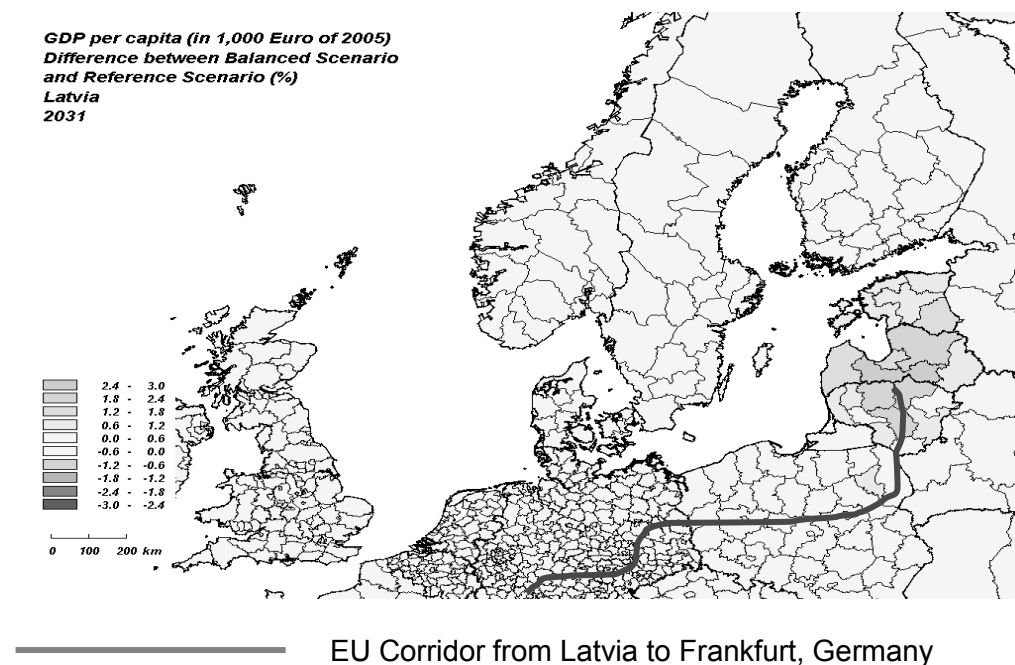 GDP per capita (in 1,000 Euro of 2005)
Difference between Balanced Scenario
and Reference Scenario (%)
Latvia
2031
2.4 - 3.0
1.8 - 2.4
1.2 - 1.8
0.6 - 1.2
0.0 - 0.6
-0.6 - 0.0
-1.2 - -0.6
-1.8 - -1.2
-2.4 - -1.8
-3.0 - -2.4
0 100 200 km
EU Corridor from Latvia to Frankfurt, Germany